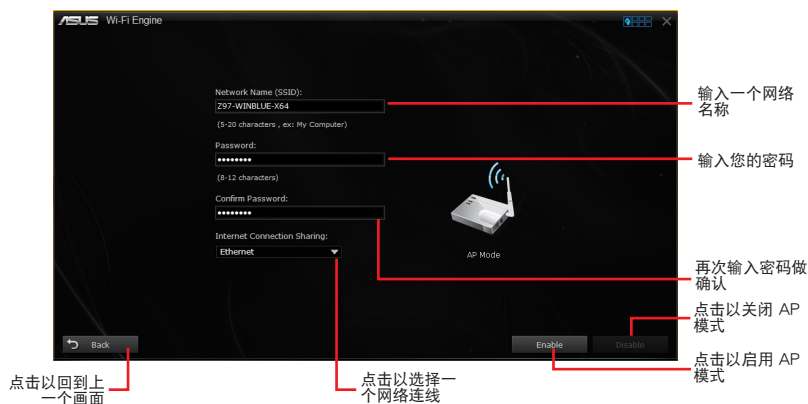 ASUS Wi-Fi Engine
Network Name (SSID):
Z97-WINBLUE-X64
(5-20 characters , ex: My Computer)
Password:
(8-12 characters)
Confirm Password:
Internet Connection Sharing:
Ethernet
AP Mode
Back
Enable
Disable
输入一个网络
名称
输入您的密码
再次输入密码做
确认
点击以关闭 AP
模式
点击以启用 AP
模式
点击以回到上
一个画面
点击以选择一
个网络连线